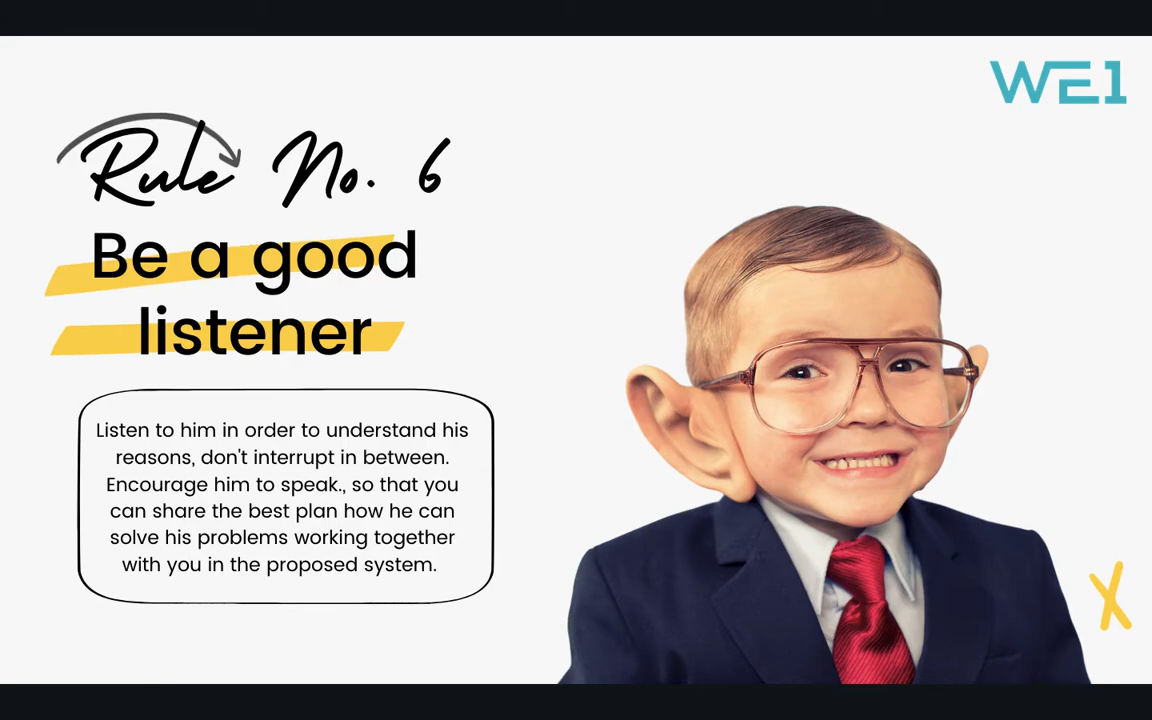 WE1
Rule No. 6
Be a good
listener
Listen to him in order to understand his
reasons, don't interrupt in between.
Encourage him to speak., so that you
can share the best plan how he can
solve his problems working together
with you in the proposed system.